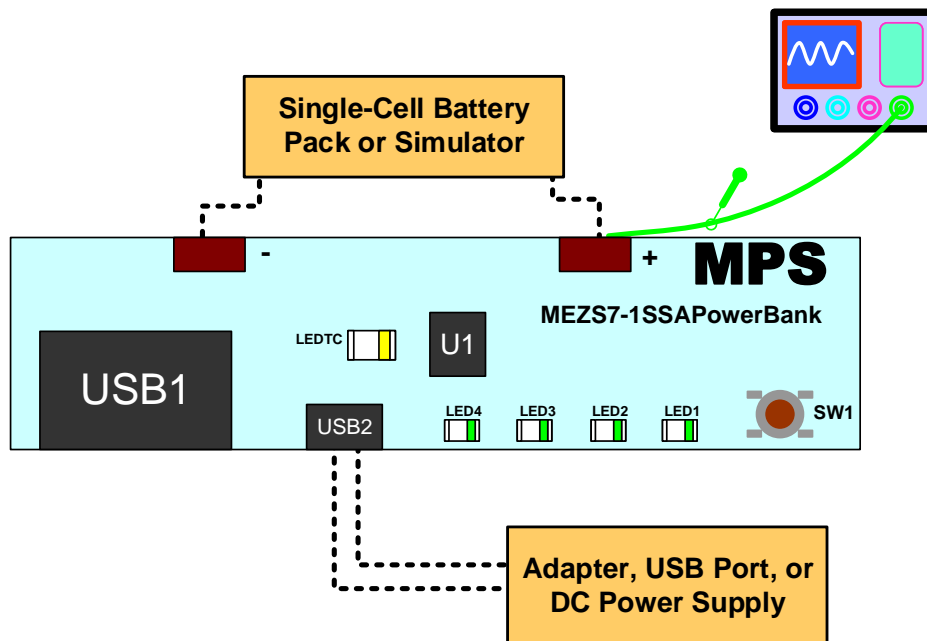 Single-Cell Battery
Pack or Simulator
- +
MPS
MEZS7-1SSAPowerBank
LEDTC
U1
USB1
USB2
LED4 LED3 LED2 LED1
SW1
Adapter, USB Port, or
DC Power Supply